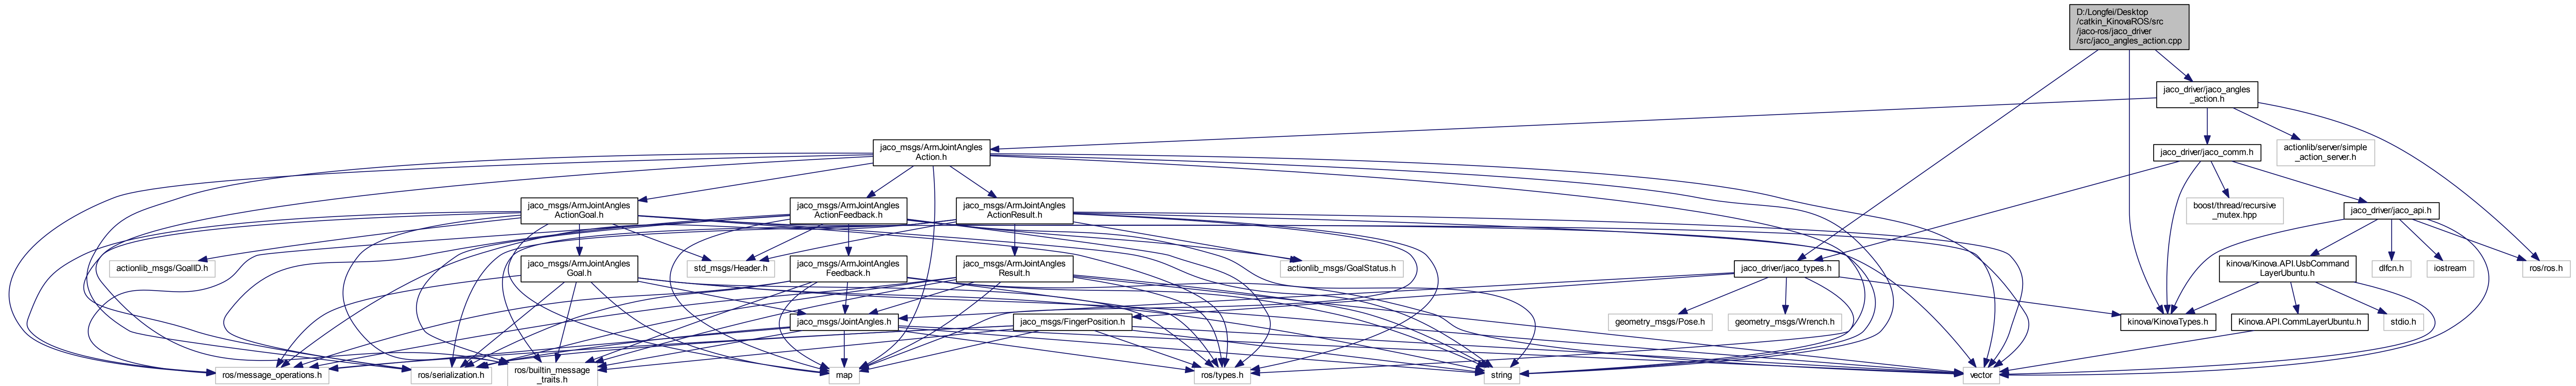 D:/Longfei/Desktop
/catkin_KinovaROS/src
/jaco-ros/jaco_driver
/src/jaco_angles_action.cpp
jaco_driver/jaco_angles
_action.h
jaco_msgs/ArmJointAngles
Action.h
jaco_driver/jaco_comm.h
actionlib/server/simple
_action_server.h
jaco_msgs/ArmJointAngles
ActionGoal.h
jaco_msgs/ArmJointAngles
ActionFeedback.h
jaco_msgs/ArmJointAngles
ActionResult.h
boost/thread/recursive
_mutex.hpp
jaco_driver/jaco_api.h
actionlib_msgs/GoalID.h
jaco_msgs/ArmJointAngles
Goal.h
std_msgs/Header.h
jaco_msgs/ArmJointAngles
Feedback.h
jaco_msgs/ArmJointAngles
Result.h
actionlib_msgs/GoalStatus.h
jaco_driver/jaco_types.h
kinova/Kinova.API.UsbCommand
LayerUbuntu.h
dlfcn.h
iostream
ros/ros.h
jaco_msgs/JointAngles.h
jaco_msgs/FingerPosition.h
geometry_msgs/Pose.h
geometry_msgs/Wrench.h
kinova/KinovaTypes.h
Kinova.API.CommLayerUbuntu.h
stdio.h
ros/message_operations.h
ros/serialization.h
ros/builtin_message
_traits.h
map
ros/types.h
string
vector